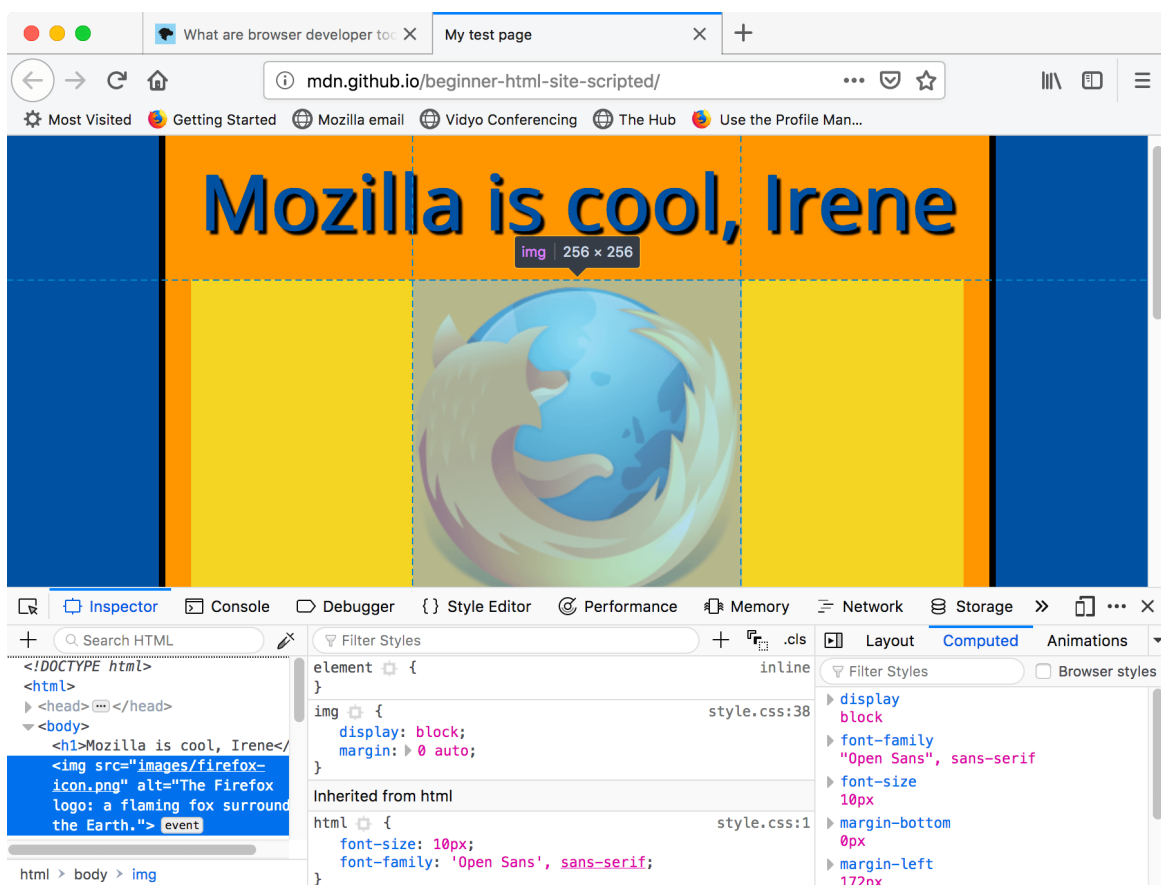 What are browser developer too
My test page
mdn.github.io/beginner-html-site-scripted/
Most Visited Getting Started Mozilla email Vidyo Conferencing The Hub Use the Profile Man...
Mozilla is cool, Irene
img 256 × 256
Inspector Console Debugger {} Style Editor Performance Memory Network Storage
Search HTML
<!DOCTYPE html>
<html>
<head> ... </head>
<body>
<h1>Mozilla is cool, Irene</
<img src="images/firefox-
icon.png" alt="The Firefox
logo: a flaming fox surround
the Earth."> event
html > body > img
Filter Styles
.cls
element { inline
}
img { style.css:38
display: block;
margin: 0 auto;
}
Inherited from html
html { style.css:1
font-size: 10px;
font-family: 'Open Sans', sans-serif;
}
Layout Computed Animations
Filter Styles Browser styles
display
block
font-family
"Open Sans", sans-serif
font-size
10px
margin-bottom
0px
margin-left
172px